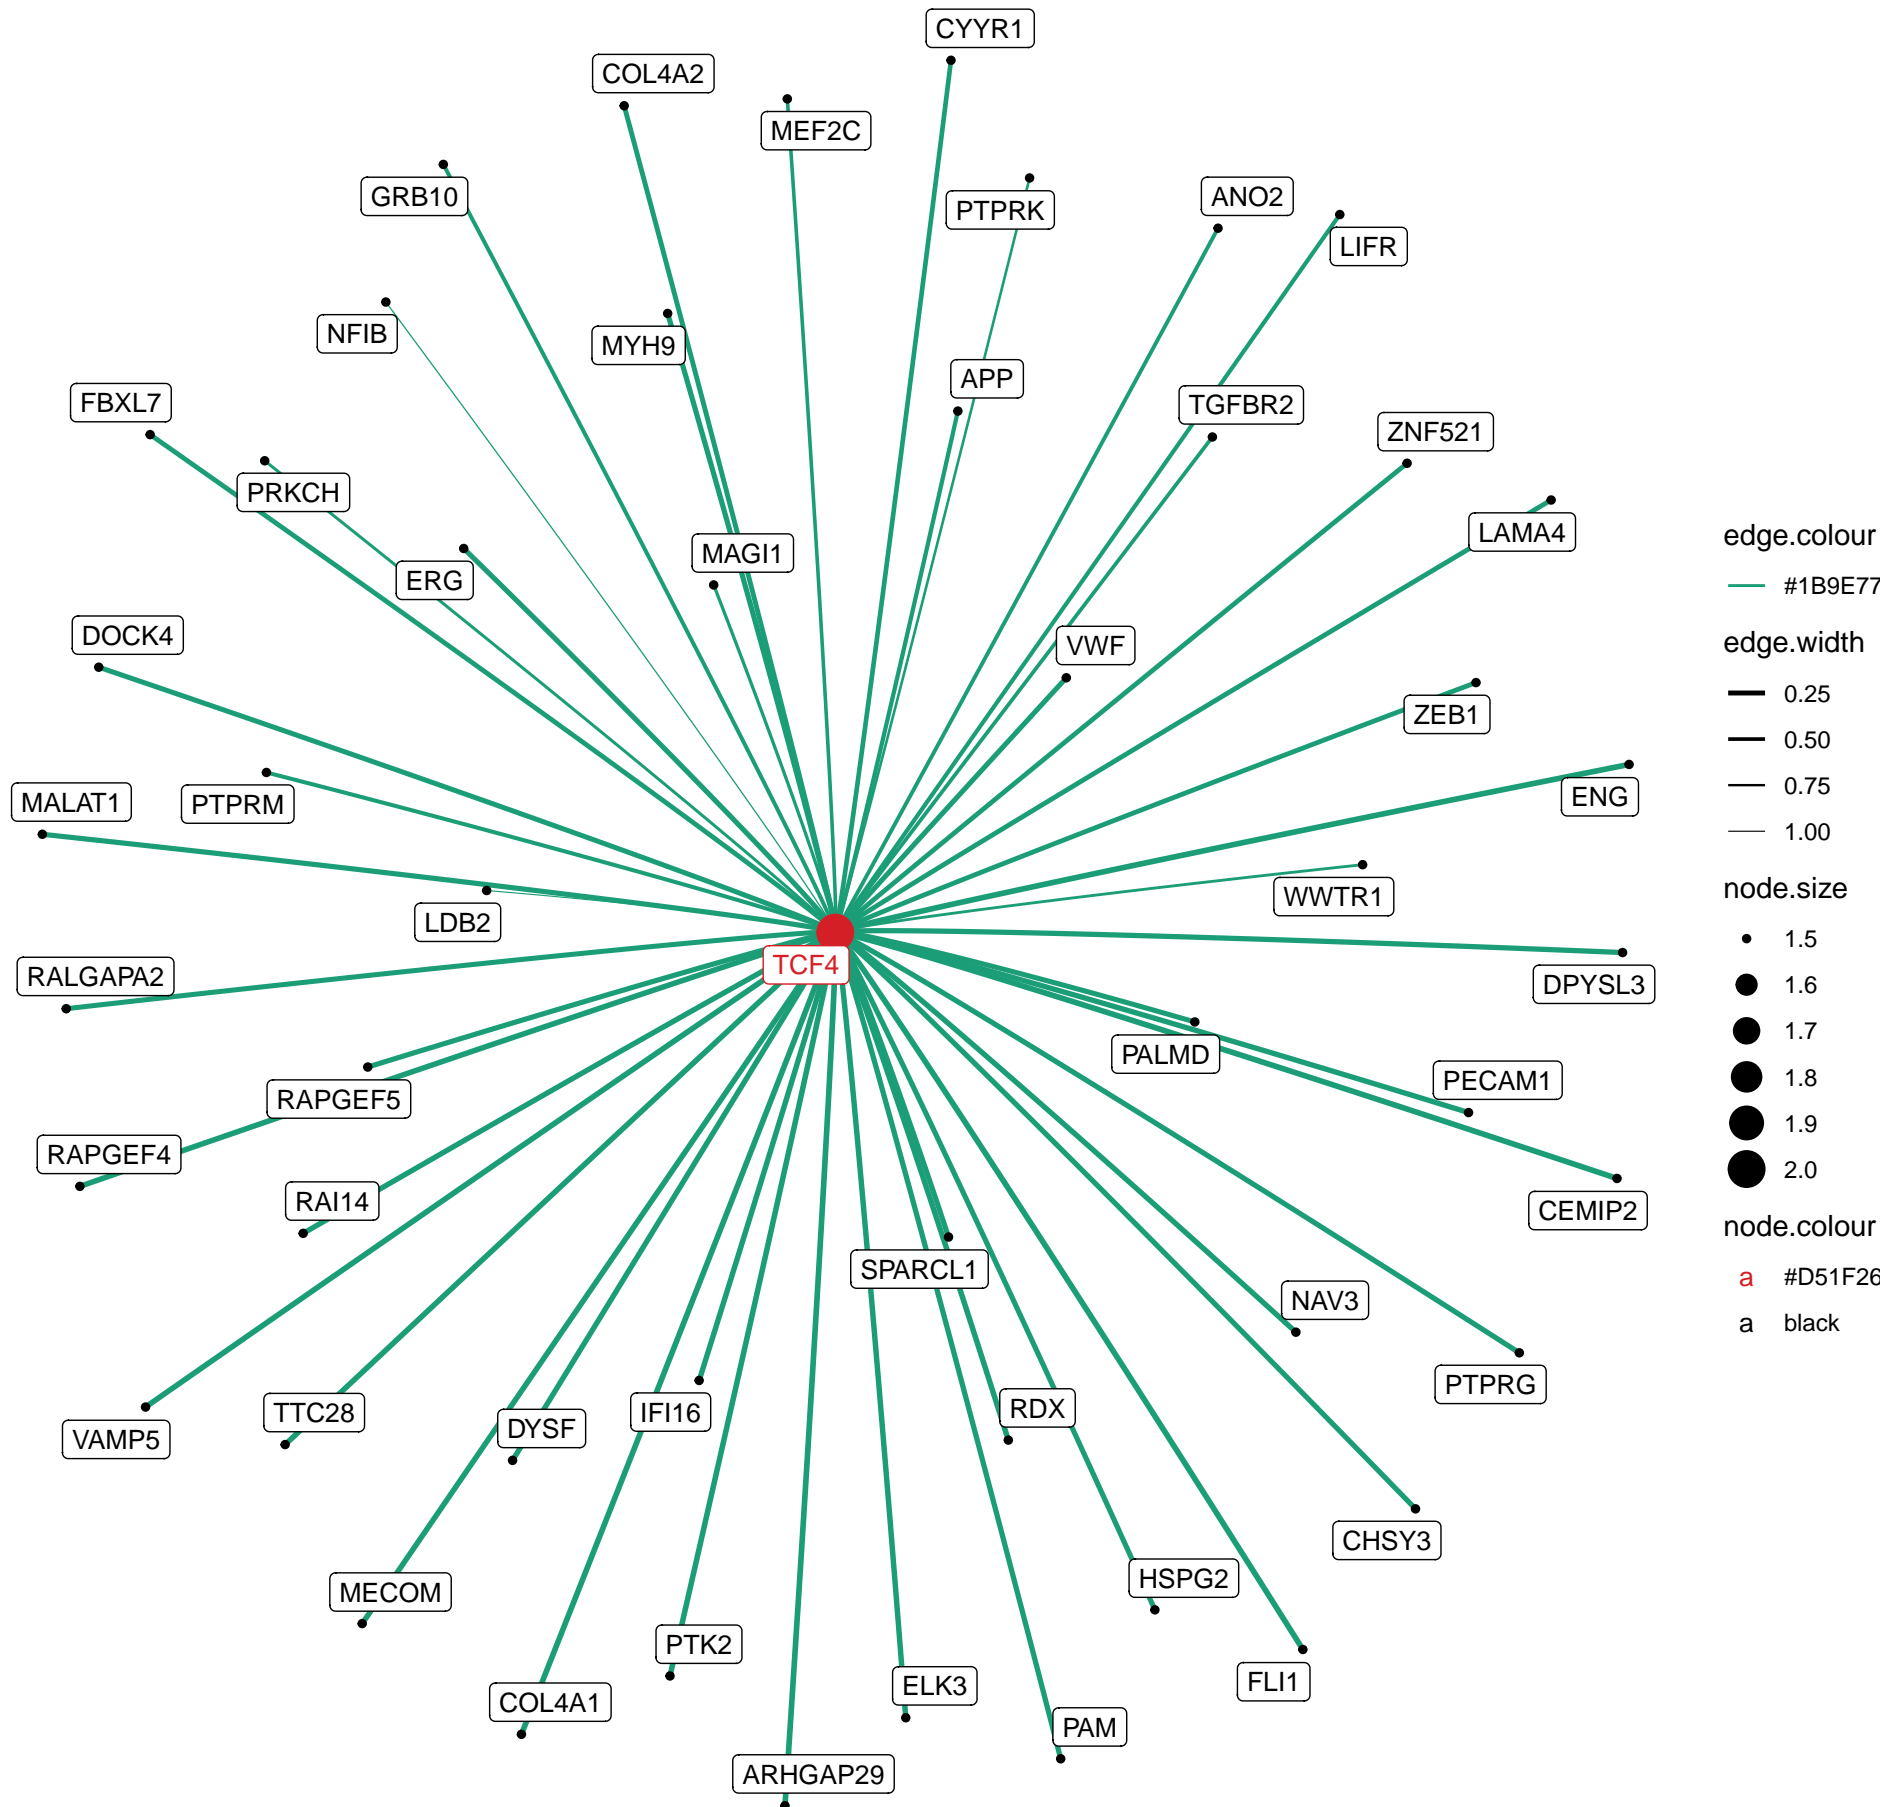 CYYR1
COL4A2
MEF2C
GRB10
PTPRK
ANO2
LIFR
NFIB
MYH9
APP
TGFBR2
FBXL7
ZNF521
PRKCH
LAMA4
MAGI1
ERG
DOCK4
VWF
ZEB1
MALAT1
PTPRM
ENG
WWTR1
LDB2
TCF4
RALGAPA2
DPYSL3
PALMD
PECAM1
RAPGEF5
RAPGEF4
RAI14
CEMIP2
SPARCL1
NAV3
PTPRG
RDX
IFI16
TTC28
DYSF
VAMP5
CHSY3
HSPG2
MECOM
PTK2
FLI1
ELK3
COL4A1
PAM
ARHGAP29
edge.colour
#1B9E77
edge.width
0.25
0.50
0.75
1.00
node.size
1.5
1.6
1.7
1.8
1.9
2.0
node.colour
a #D51F26
a black